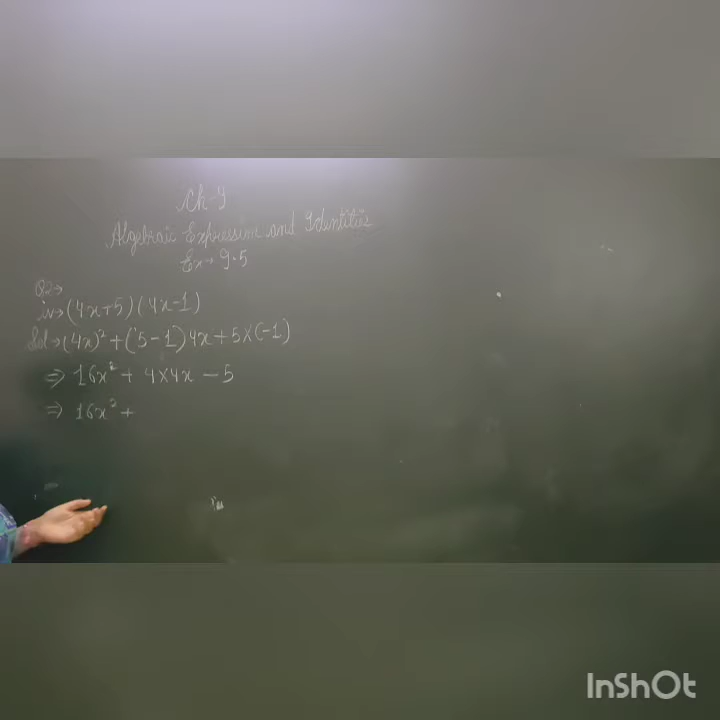 Ch-9
Algebraic Expression and Identities
Ex→ 9.5
Q2→
iv→ (4x+5)(4x-1)
Sol→ (4x)² + (5-1)4x + 5×(-1)
⇒ 16x² + 4×4x - 5
⇒ 16x² +
InShOt